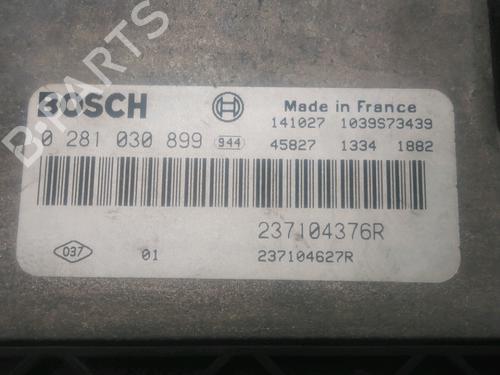 B-PARTS
BOSCH
Made in France
141027 1039S73439
0 281 030 899 944
45827 1334 1882
237104376R
037 01 237104627R